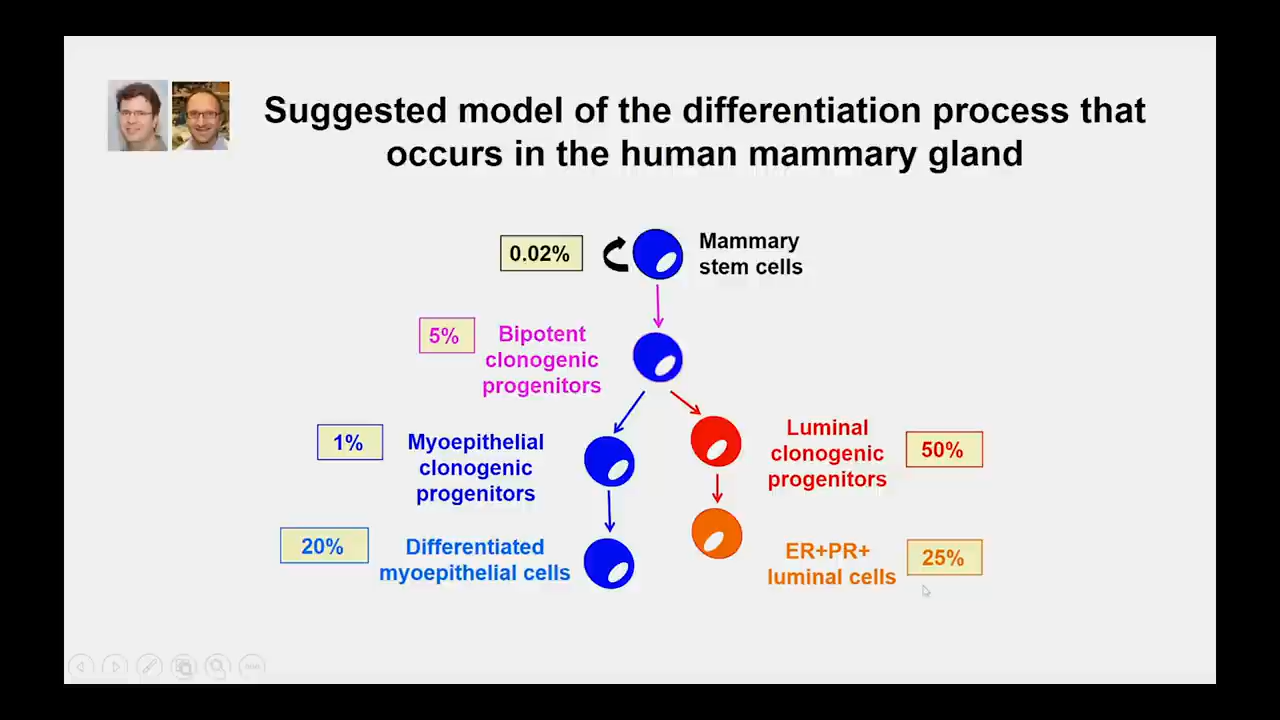 Suggested model of the differentiation process that
occurs in the human mammary gland
0.02%
Mammary
stem cells
5%
Bipotent
clonogenic
progenitors
1%
Myoepithelial
clonogenic
progenitors
Luminal
clonogenic
progenitors
50%
20%
Differentiated
myoepithelial cells
ER+PR+
luminal cells
25%